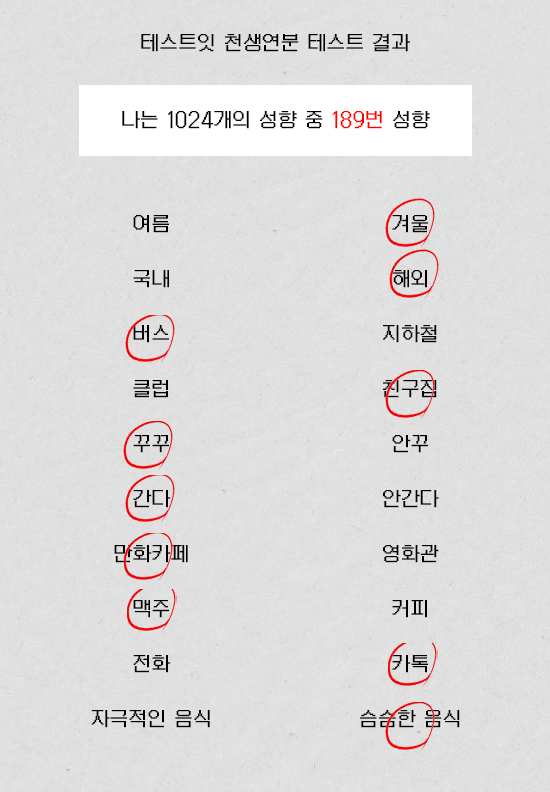 테스트잇 천생연분 테스트 결과
나는 1024개의 성향 중 189번 성향
여름 겨울
국내 해외
버스 지하철
클럽 친구집
꾸꾸 안꾸
간다 안간다
만화카페 영화관
맥주 커피
전화 카톡
자극적인 음식 슴슴한 음식